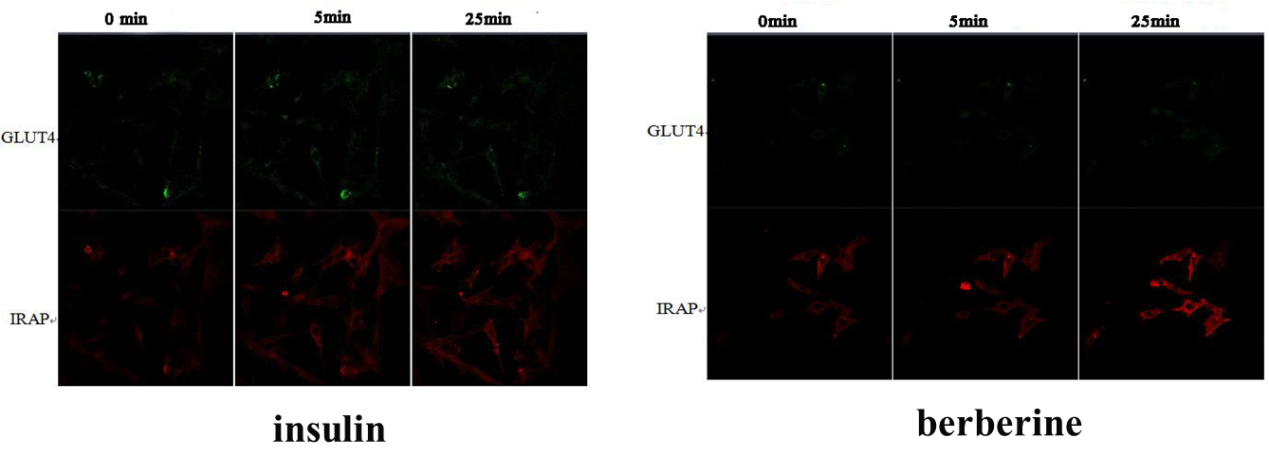 0 min 5min 25min
GLUT4
IRAP
insulin
0min 5min 25min
GLUT4
IRAP
berberine